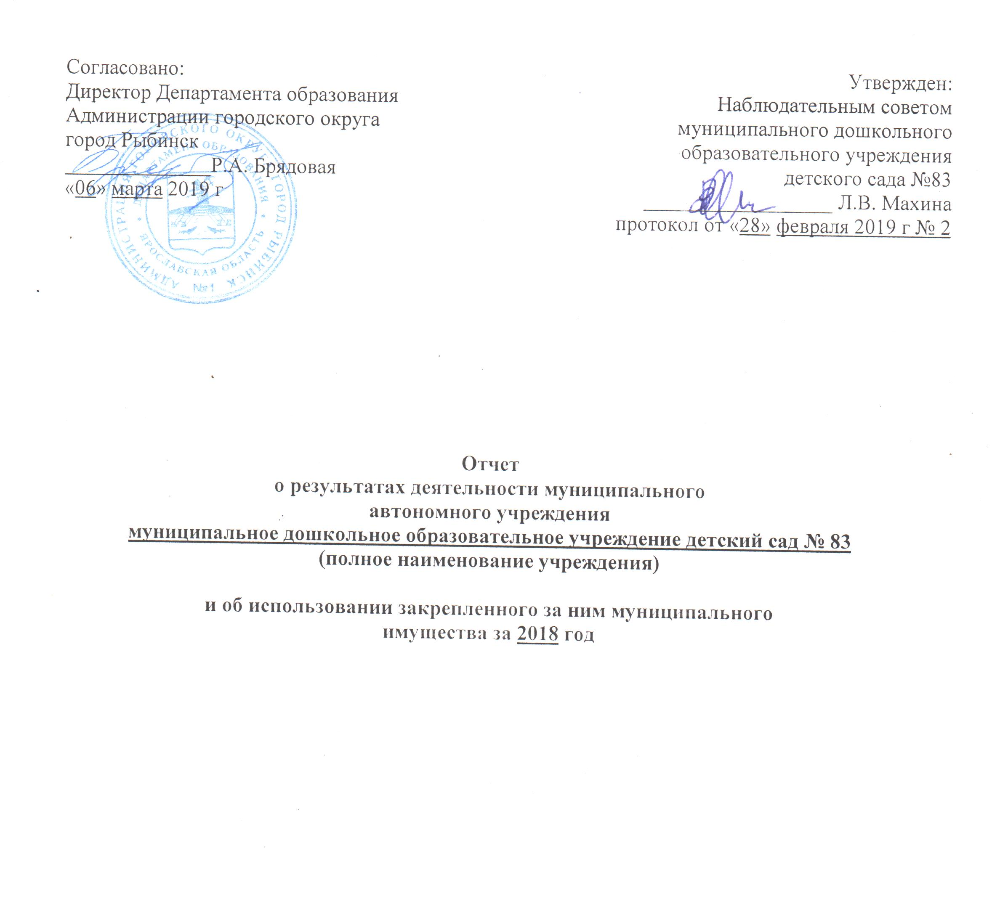 Согласовано:
Директор Департамента образования
Администрации городского округа
город Рыбинск
Р.А. Брядовая
«06» марта 2019 г
АДМИНИСТРАЦИЯ ГОРОДСКОГО ОКРУГА ГОРОД РЫБИНСК
ДЕПАРТАМЕНТ ОБРАЗОВАНИЯ
ЯРОСЛАВСКАЯ ОБЛАСТЬ
№1
Утвержден:
Наблюдательным советом
муниципального дошкольного
образовательного учреждения
детского сада №83
Л.В. Махина
протокол от «28» февраля 2019 г № 2
Отчет
о результатах деятельности муниципального
автономного учреждения
муниципальное дошкольное образовательное учреждение детский сад № 83
(полное наименование учреждения)
и об использовании закрепленного за ним муниципального
имущества за 2018 год